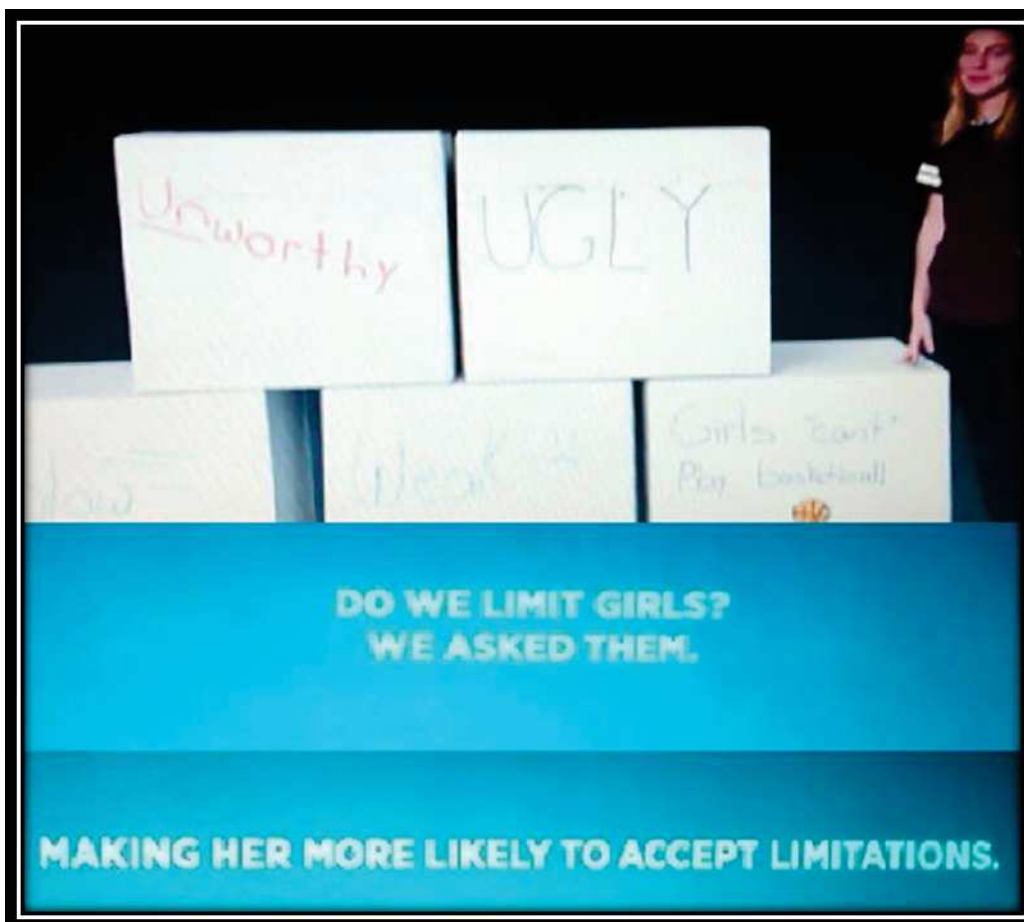 Unworthy
UGLY
Weak
Girls "can't"
Play basketball
DO WE LIMIT GIRLS?
WE ASKED THEM.
MAKING HER MORE LIKELY TO ACCEPT LIMITATIONS.